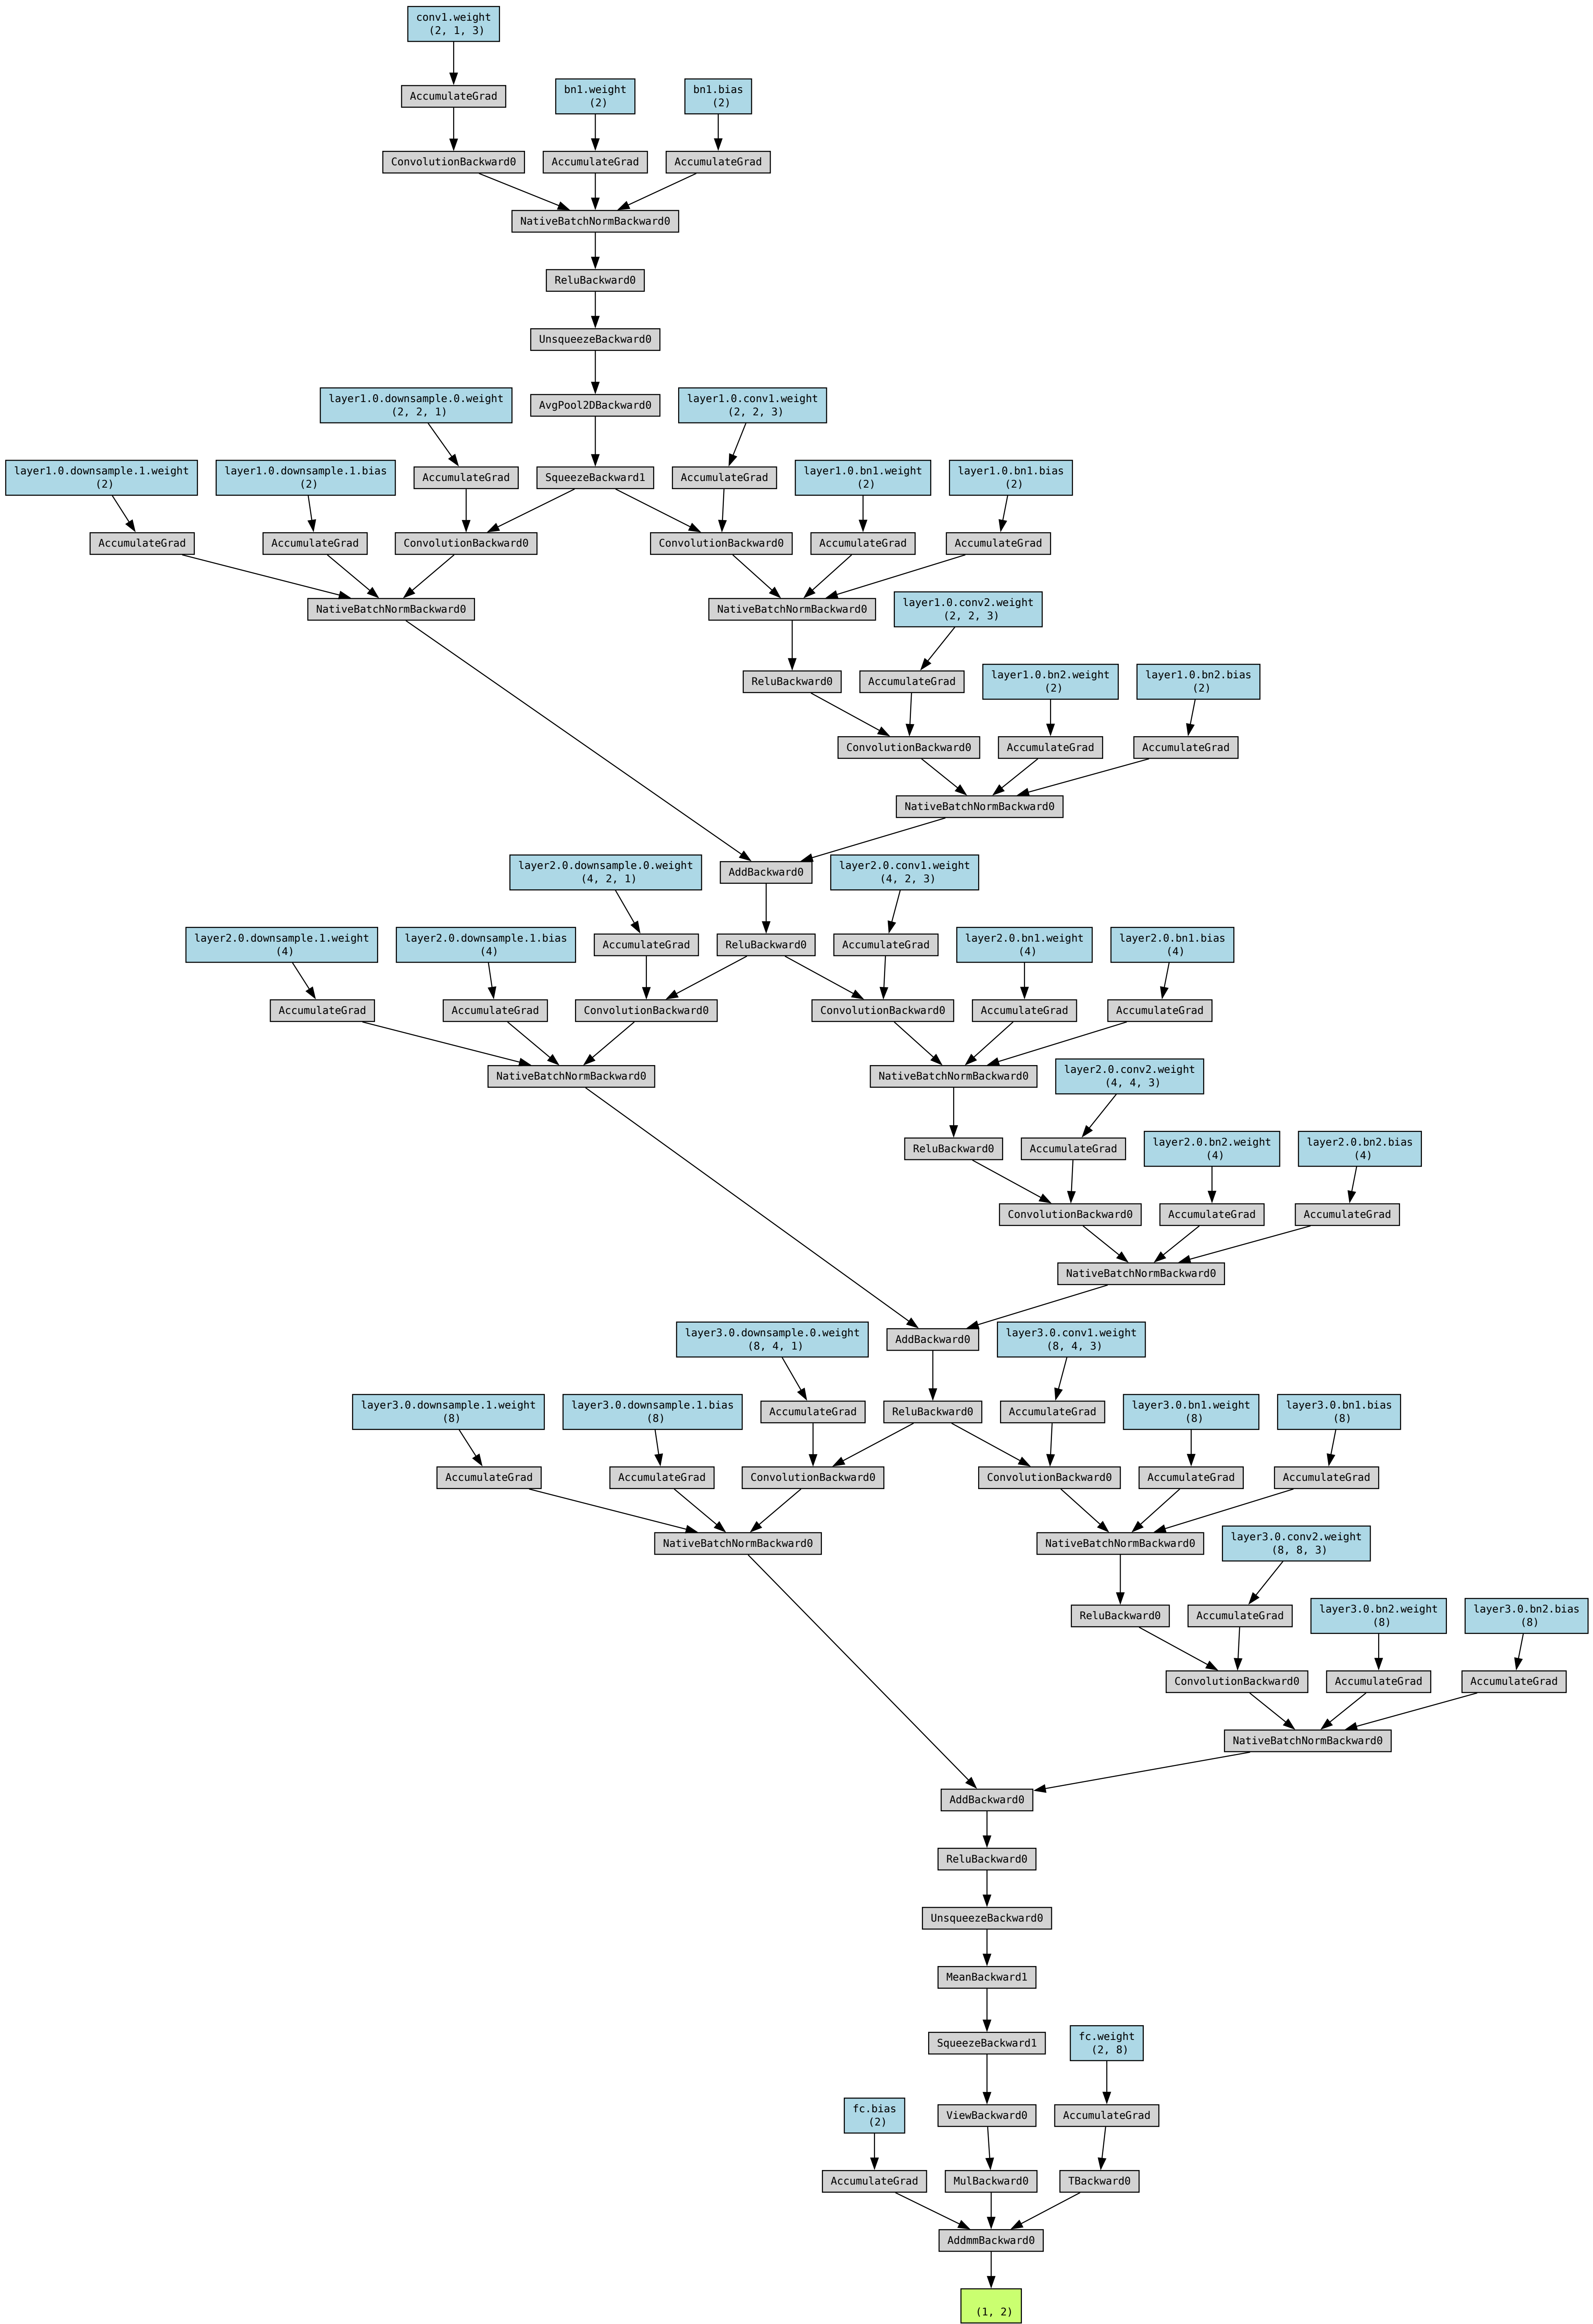 conv1.weight
(2, 1, 3)
AccumulateGrad
bn1.weight
(2)
bn1.bias
(2)
ConvolutionBackward0
AccumulateGrad
AccumulateGrad
NativeBatchNormBackward0
ReluBackward0
UnsqueezeBackward0
layer1.0.downsample.0.weight
(2, 2, 1)
AvgPool2DBackward0
layer1.0.conv1.weight
(2, 2, 3)
layer1.0.downsample.1.weight
(2)
layer1.0.downsample.1.bias
(2)
AccumulateGrad
SqueezeBackward1
AccumulateGrad
layer1.0.bn1.weight
(2)
layer1.0.bn1.bias
(2)
AccumulateGrad
AccumulateGrad
ConvolutionBackward0
ConvolutionBackward0
AccumulateGrad
AccumulateGrad
NativeBatchNormBackward0
NativeBatchNormBackward0
layer1.0.conv2.weight
(2, 2, 3)
ReluBackward0
AccumulateGrad
layer1.0.bn2.weight
(2)
layer1.0.bn2.bias
(2)
ConvolutionBackward0
AccumulateGrad
AccumulateGrad
NativeBatchNormBackward0
layer2.0.downsample.0.weight
(4, 2, 1)
AddBackward0
layer2.0.conv1.weight
(4, 2, 3)
layer2.0.downsample.1.weight
(4)
layer2.0.downsample.1.bias
(4)
AccumulateGrad
ReluBackward0
AccumulateGrad
layer2.0.bn1.weight
(4)
layer2.0.bn1.bias
(4)
AccumulateGrad
AccumulateGrad
ConvolutionBackward0
ConvolutionBackward0
AccumulateGrad
AccumulateGrad
NativeBatchNormBackward0
NativeBatchNormBackward0
layer2.0.conv2.weight
(4, 4, 3)
ReluBackward0
AccumulateGrad
layer2.0.bn2.weight
(4)
layer2.0.bn2.bias
(4)
ConvolutionBackward0
AccumulateGrad
AccumulateGrad
NativeBatchNormBackward0
layer3.0.downsample.0.weight
(8, 4, 1)
AddBackward0
layer3.0.conv1.weight
(8, 4, 3)
layer3.0.downsample.1.weight
(8)
layer3.0.downsample.1.bias
(8)
AccumulateGrad
ReluBackward0
AccumulateGrad
layer3.0.bn1.weight
(8)
layer3.0.bn1.bias
(8)
AccumulateGrad
AccumulateGrad
ConvolutionBackward0
ConvolutionBackward0
AccumulateGrad
AccumulateGrad
NativeBatchNormBackward0
NativeBatchNormBackward0
layer3.0.conv2.weight
(8, 8, 3)
ReluBackward0
AccumulateGrad
layer3.0.bn2.weight
(8)
layer3.0.bn2.bias
(8)
ConvolutionBackward0
AccumulateGrad
AccumulateGrad
NativeBatchNormBackward0
AddBackward0
ReluBackward0
UnsqueezeBackward0
MeanBackward1
SqueezeBackward1
fc.weight
(2, 8)
fc.bias
(2)
ViewBackward0
AccumulateGrad
AccumulateGrad
MulBackward0
TBackward0
AddmmBackward0
(1, 2)